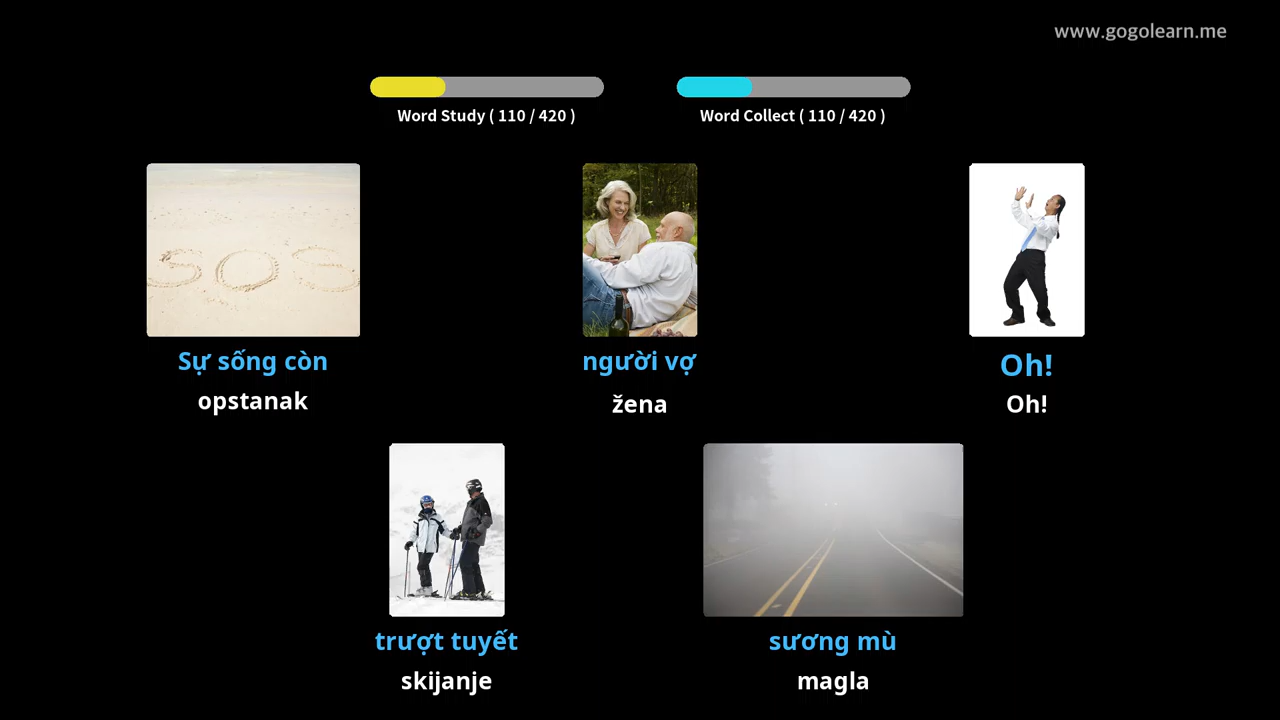 www.gogolearn.me
Word Study ( 110 / 420 )
Word Collect ( 110 / 420 )
SOS
Sự sống còn
opstanak
người vợ
žena
Oh!
Oh!
trượt tuyết
skijanje
sương mù
magla